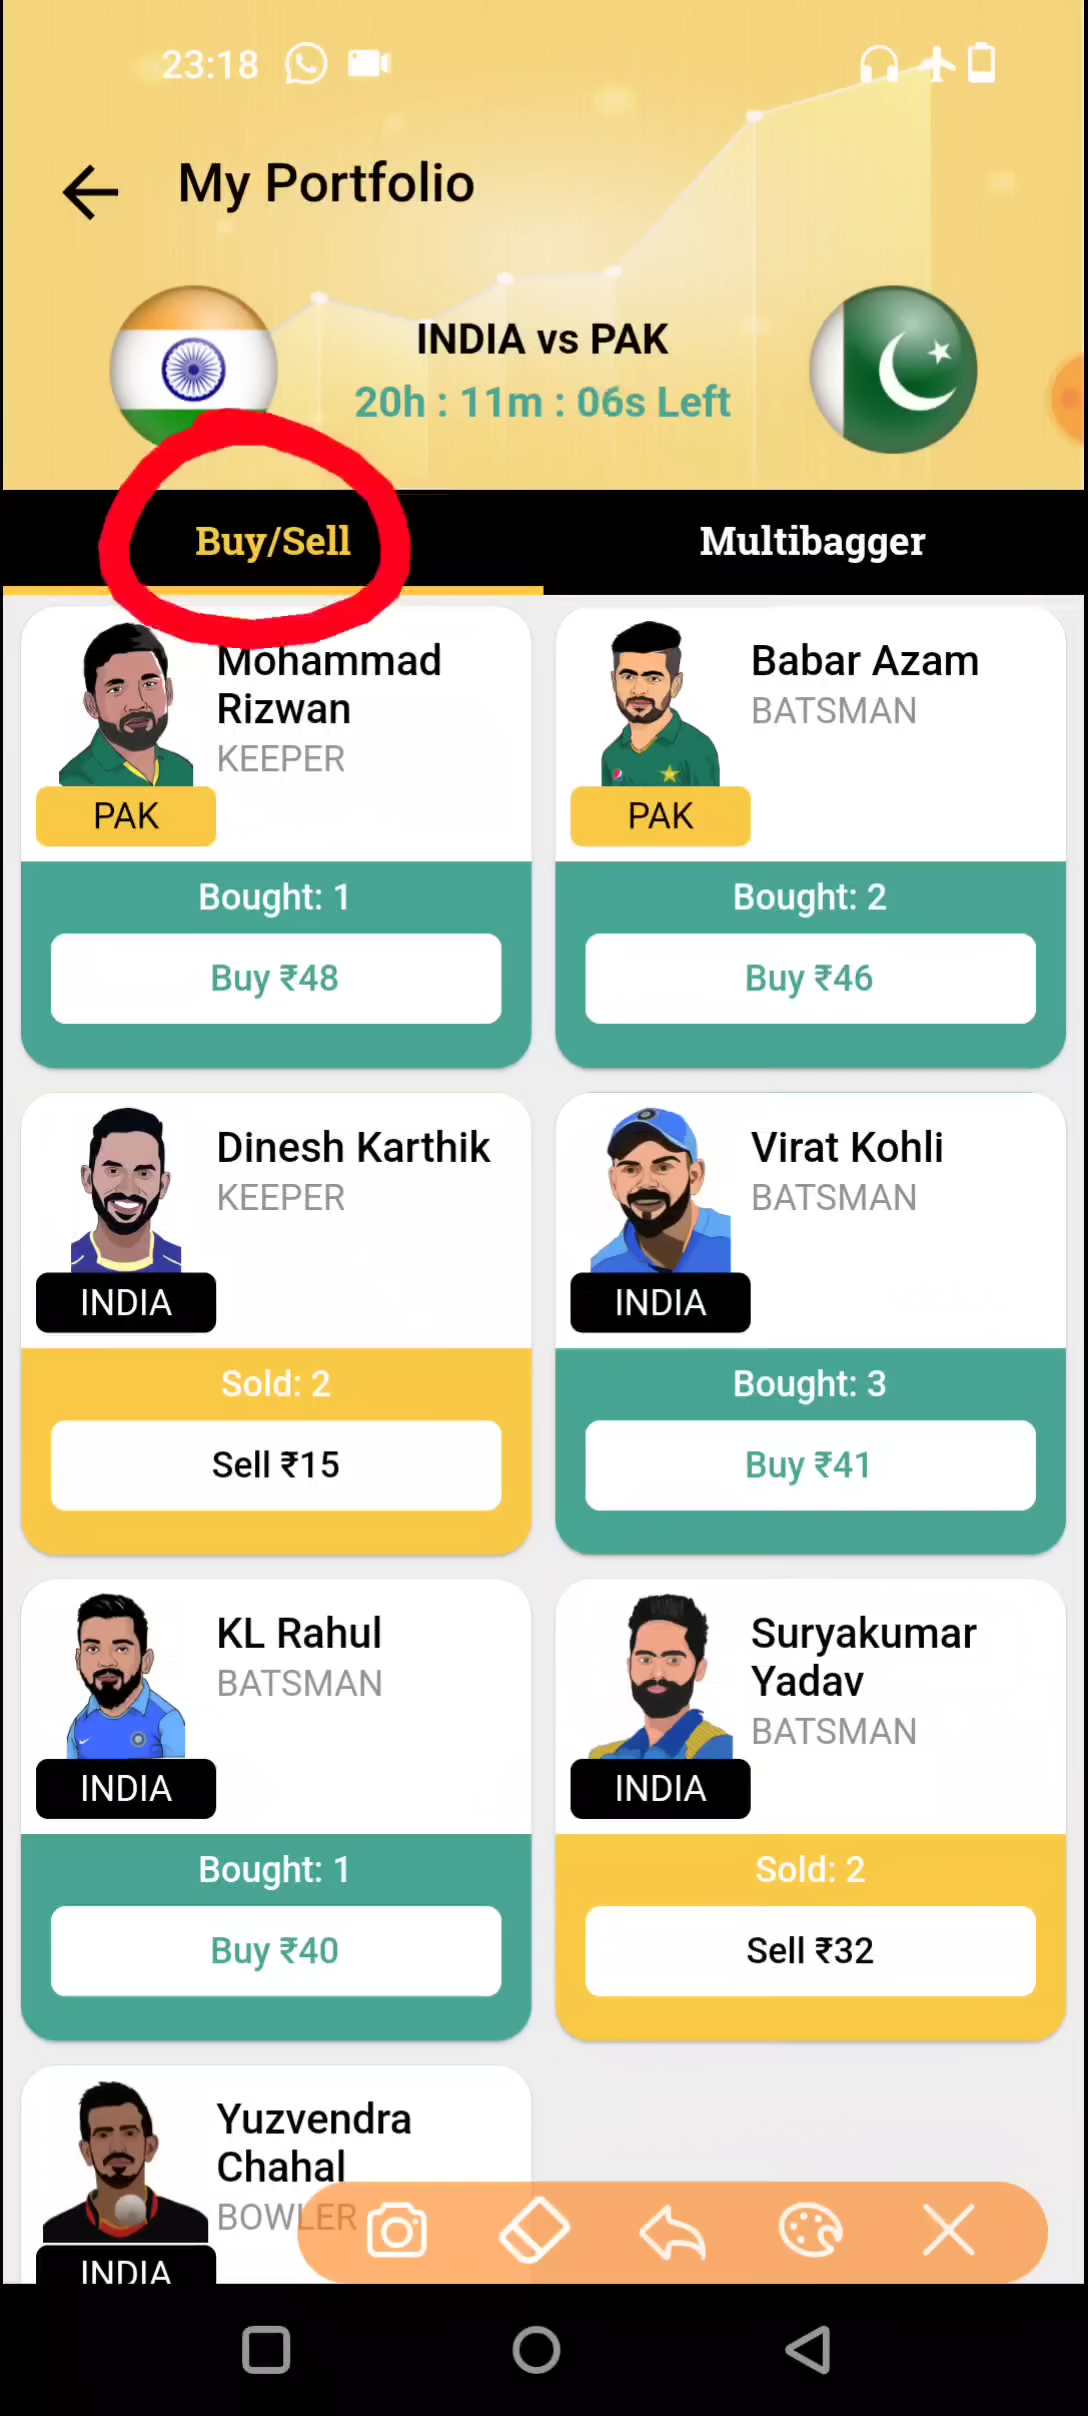 23:18
My Portfolio
INDIA vs PAK
20h : 11m : 06s Left
Buy/Sell
Multibagger
Mohammad
Rizwan
KEEPER
PAK
Bought: 1
Buy ₹48
Babar Azam
BATSMAN
PAK
Bought: 2
Buy ₹46
Dinesh Karthik
KEEPER
INDIA
Sold: 2
Sell ₹15
Virat Kohli
BATSMAN
INDIA
Bought: 3
Buy ₹41
KL Rahul
BATSMAN
INDIA
Bought: 1
Buy ₹40
Suryakumar
Yadav
BATSMAN
INDIA
Sold: 2
Sell ₹32
Yuzvendra
Chahal
BOWLER
INDIA